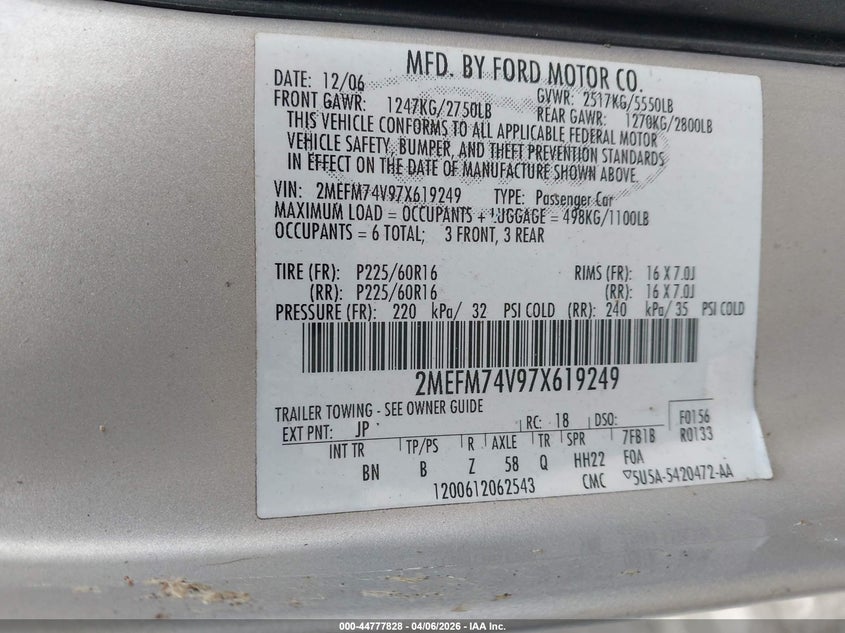 MFD. BY FORD MOTOR CO.
DATE: 12/06 GVWR: 2517KG/5550LB
FRONT GAWR: 1247KG/2750LB REAR GAWR: 1270KG/2800LB
THIS VEHICLE CONFORMS TO ALL APPLICABLE FEDERAL MOTOR
VEHICLE SAFETY, BUMPER, AND THEFT PREVENTION STANDARDS
IN EFFECT ON THE DATE OF MANUFACTURE SHOWN ABOVE.
VIN: 2MEFM74V97X619249 TYPE: Passenger Car
MAXIMUM LOAD = OCCUPANTS + LUGGAGE = 498KG/1100LB
OCCUPANTS = 6 TOTAL; 3 FRONT, 3 REAR
TIRE (FR): P225/60R16 RIMS (FR): 16 X 7.0J
(RR): P225/60R16 (RR): 16 X 7.0J
PRESSURE (FR): 220 kPa/ 32 PSI COLD (RR): 240 kPa/ 35 PSI COLD
2MEFM74V97X619249
TRAILER TOWING - SEE OWNER GUIDE
EXT PNT: JP RC: 18 DSO: F0156
R0133
INT TR TP/PS R AXLE TR SPR 7FB1B
BN B Z 58 Q HH22 FOA
1200612062543 CMC 5U5A-5420472-AA
000-44777828 - 04/06/2026 - IAA Inc.